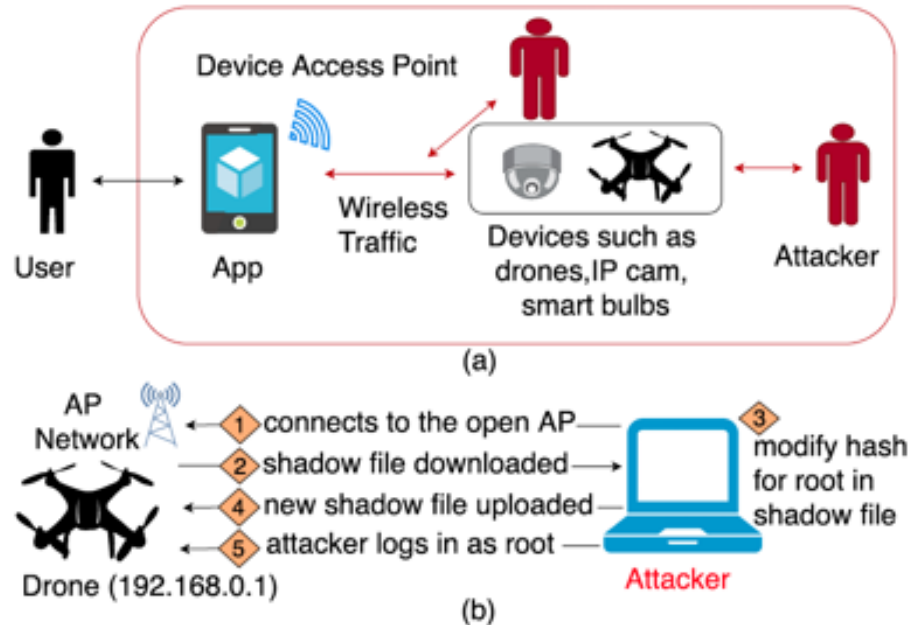 Device Access Point
Wireless
Traffic
User
App
Devices such as
drones,IP cam,
smart bulbs
Attacker
(a)
AP
Network
1 connects to the open AP
2 shadow file downloaded
3
modify hash
for root in
shadow file
4 new shadow file uploaded
5 attacker logs in as root
Drone (192.168.0.1)
Attacker
(b)